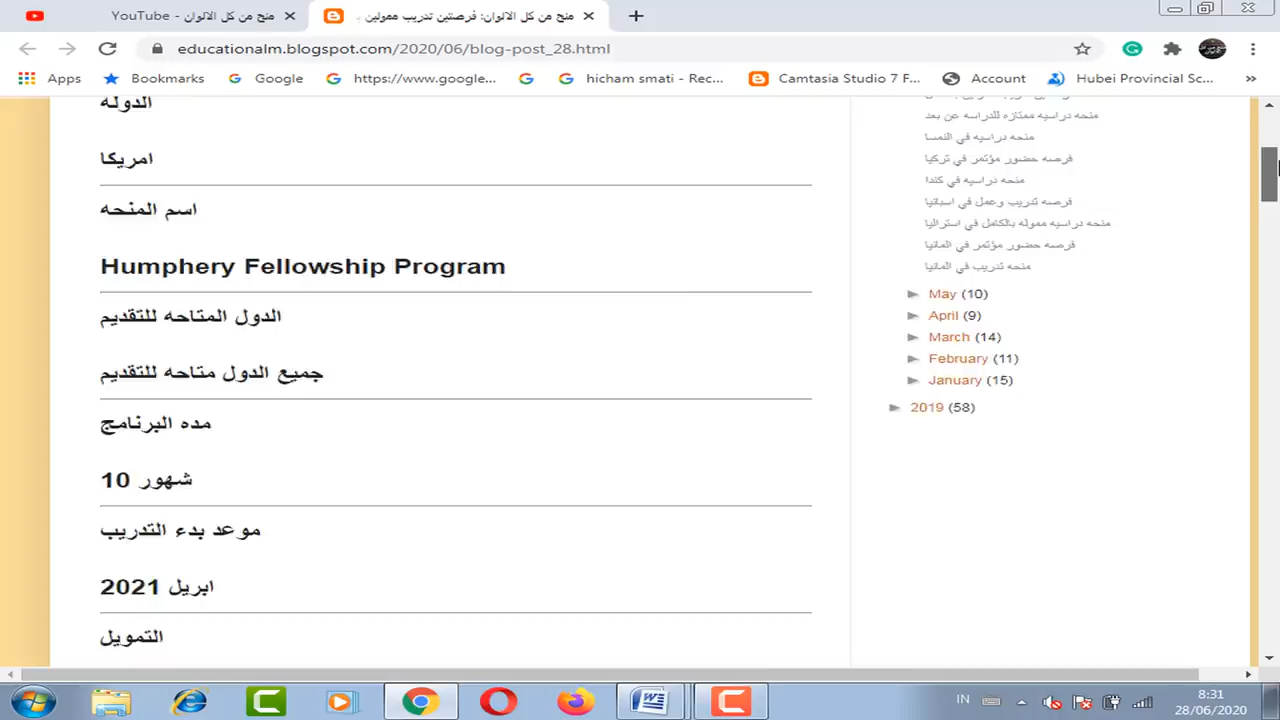 منح من كل الالوان - YouTube
منح من كل الالوان: فرصتين تدريب ممولين
educationalm.blogspot.com/2020/06/blog-post_28.html
Apps
Bookmarks
Google
https://www.google...
hicham smati - Rec...
Camtasia Studio 7 F...
Account
Hubei Provincial Sc...
»
الدوله
امريكا
اسم المنحه
Humphery Fellowship Program
الدول المتاحه للتقديم
جميع الدول متاحه للتقديم
مده البرنامج
10 شهور
موعد بدء التدريب
ابريل 2021
التمويل
منحه دراسيه ممتازه للدراسه عن بعد
منحه دراسيه في النمسا
فرصه حضور مؤتمر في تركيا
منحه دراسيه في كندا
فرصه تدريب وعمل في اسبانيا
منحه دراسيه مموله بالكامل في استراليا
فرصه حضور مؤتمر في المانيا
منحه تدريب في المانيا
► May (10)
► April (9)
► March (14)
► February (11)
► January (15)
► 2019 (58)
IN
8:31
28/06/2020